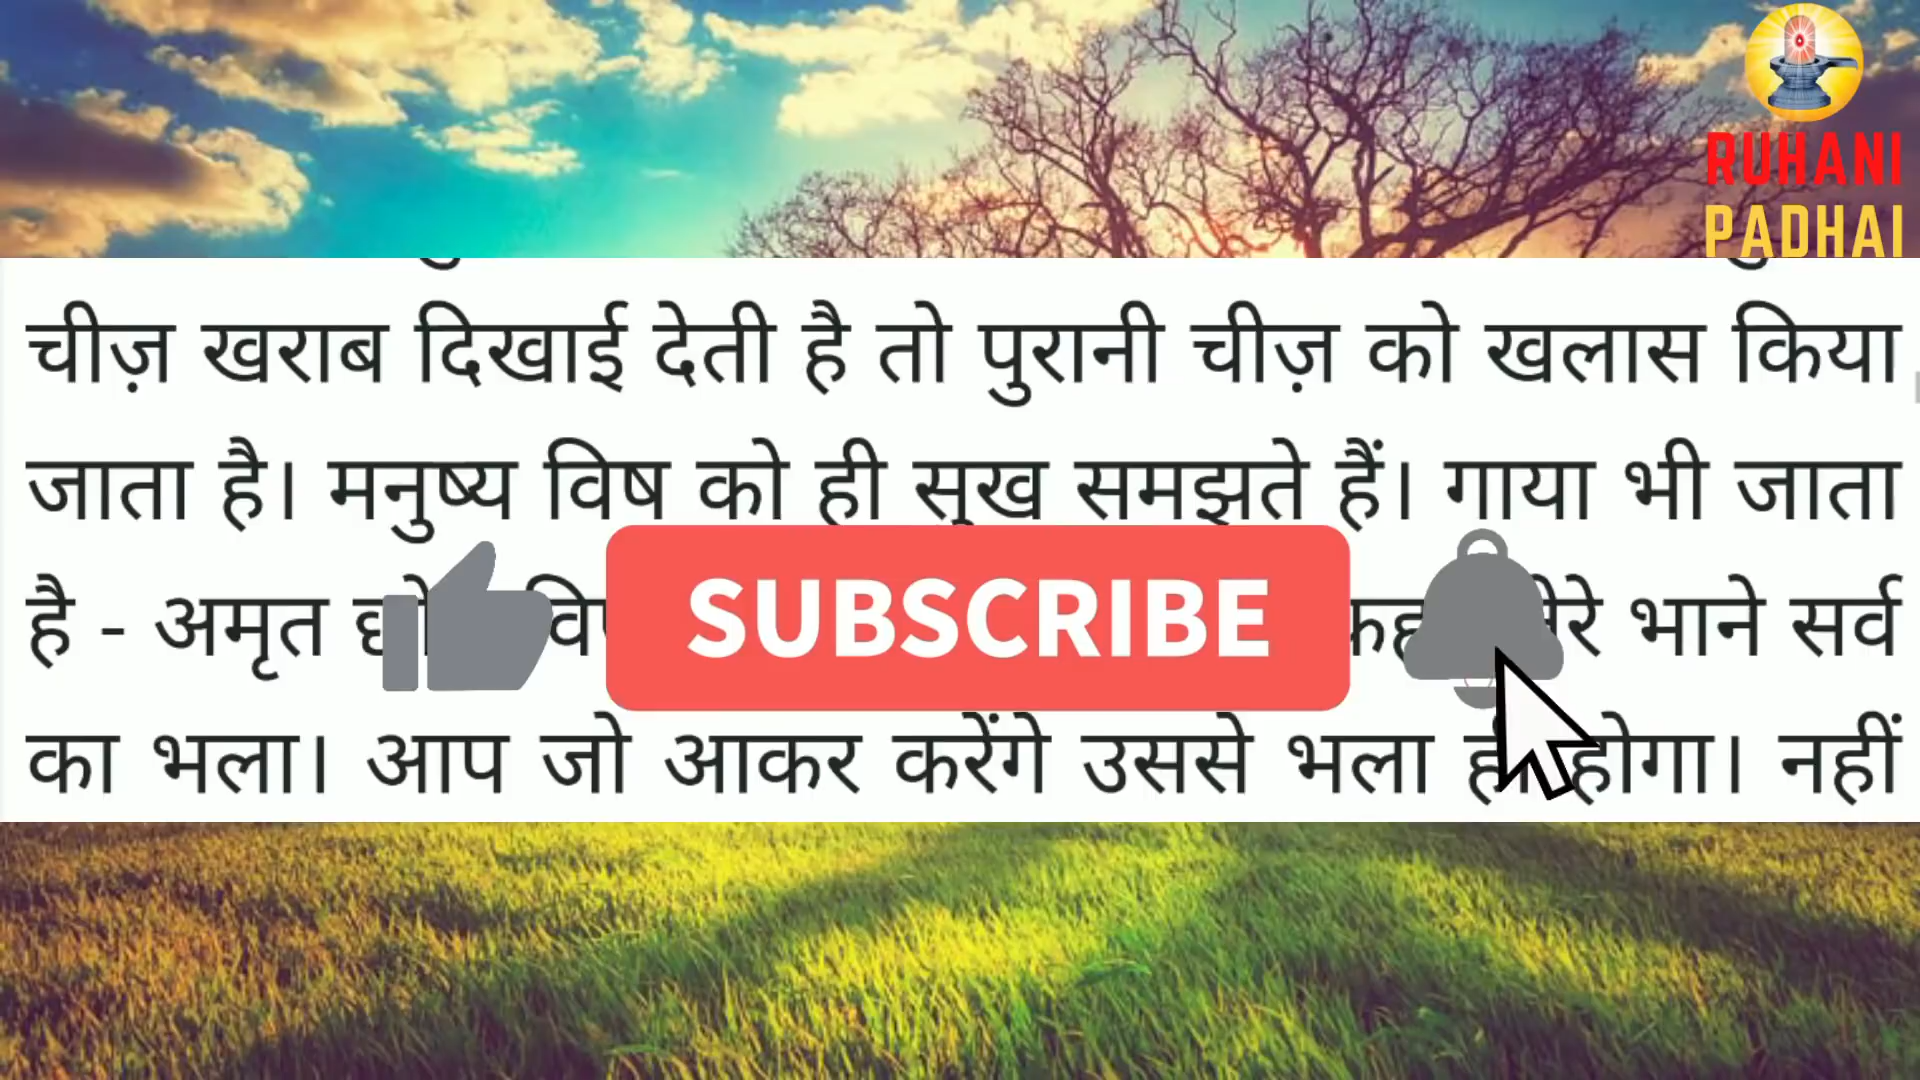 RUHANI
PADHAI
चीज़ खराब दिखाई देती है तो पुरानी चीज़ को खलास किया
जाता है। मनुष्य विष को ही सुख समझते हैं। गाया भी जाता
है - अमृत भाने सर्व
SUBSCRIBE
का भला। आप जो आकर करेंगे उससे भला ही होगा। नहीं